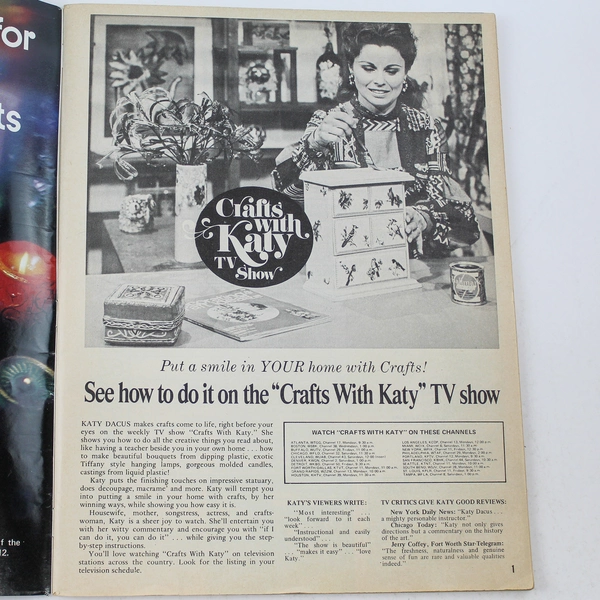 for
ts
of the
12.
Crafts
with
Katy
TV
Show
Put a smile in YOUR home with Crafts!
See how to do it on the "Crafts With Katy" TV show
KATY DACUS makes crafts come to life, right before your
eyes on the weekly TV show "Crafts With Katy." She
shows you how to do all the creative things you read about,
like having a teacher beside you in your own home . . . how
to make beautiful bouquets from dipping plastic, exotic
Tiffany style hanging lamps, gorgeous molded candles,
castings from liquid plastic!
Katy puts the finishing touches on impressive statuary,
does decoupage, macrame' and more. Katy will tempt you
into putting a smile in your home with crafts, by her
winning ways, while showing you how easy it is.
Housewife, mother, songstress, actress, and crafts-
woman, Katy is a sheer joy to watch. She'll entertain you
with her witty commentary and encourage you with "if I
can do it, you can do it" . . . while giving you the step-
by-step instructions.
You'll love watching "Crafts With Katy" on television
stations across the country. Look for the listing in your
television schedule.
WATCH "CRAFTS WITH KATY" ON THESE CHANNELS
KATY'S VIEWERS WRITE:
"Most interesting" . . .
"look forward to it each
week" . . .
"Instructional and easily
understood" . . .
"The show is beautiful"
. . . "makes it easy" . . . "love
Katy."
TV CRITICS GIVE KATY GOOD REVIEWS:
New York Daily News: "Katy Dacus . . .
a mighty personable instructor."
Chicago Today: "Katy not only gives
directions but a commentary on the history
of the art."
Jerry Coffey, Fort Worth Star-Telegram:
"The freshness, naturalness and genuine
sense of fun are rare and valuable qualities
indeed."
1